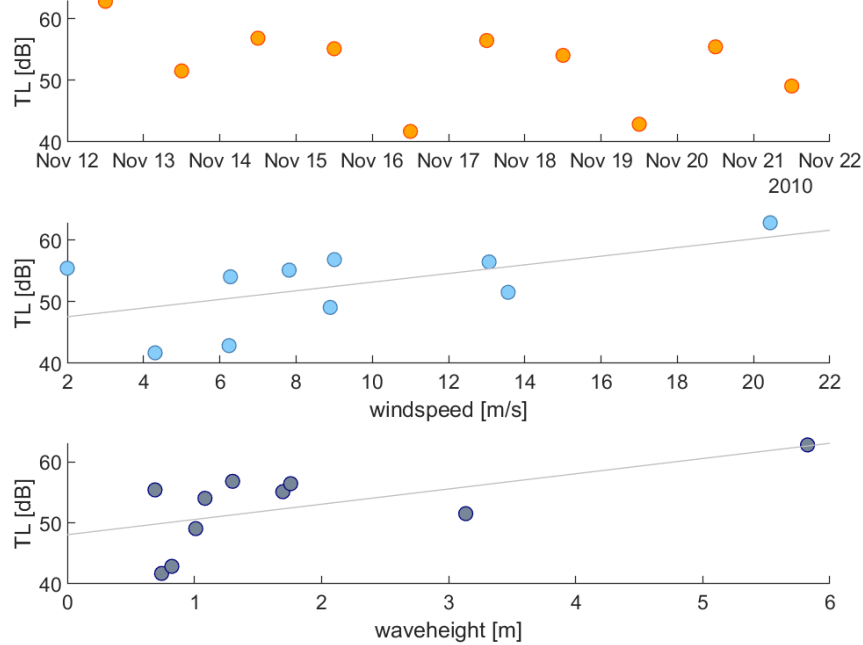 60
50
40
TL [dB]
Nov 12 Nov 13 Nov 14 Nov 15 Nov 16 Nov 17 Nov 18 Nov 19 Nov 20 Nov 21 Nov 22
2010
60
50
40
TL [dB]
2 4 6 8 10 12 14 16 18 20 22
windspeed [m/s]
60
50
40
TL [dB]
0 1 2 3 4 5 6
waveheight [m]